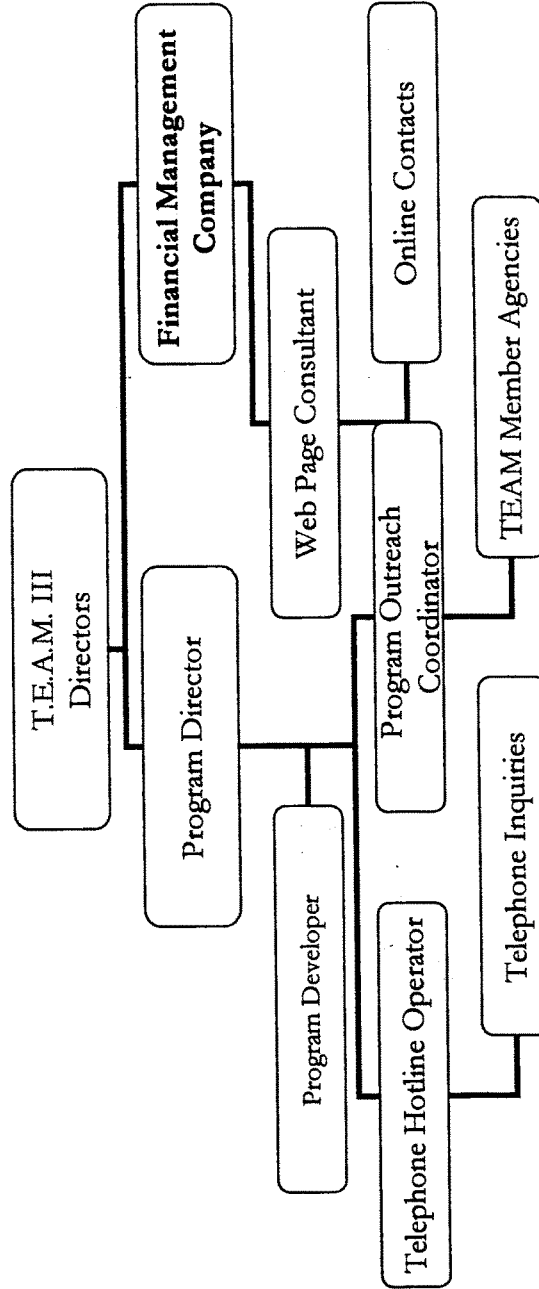 T.E.A.M. III
Directors
Program Director
Financial Management
Company
Program Developer
Web Page Consultant
Telephone Hotline Operator
Program Outreach
Coordinator
Online Contacts
Telephone Inquiries
TEAM Member Agencies